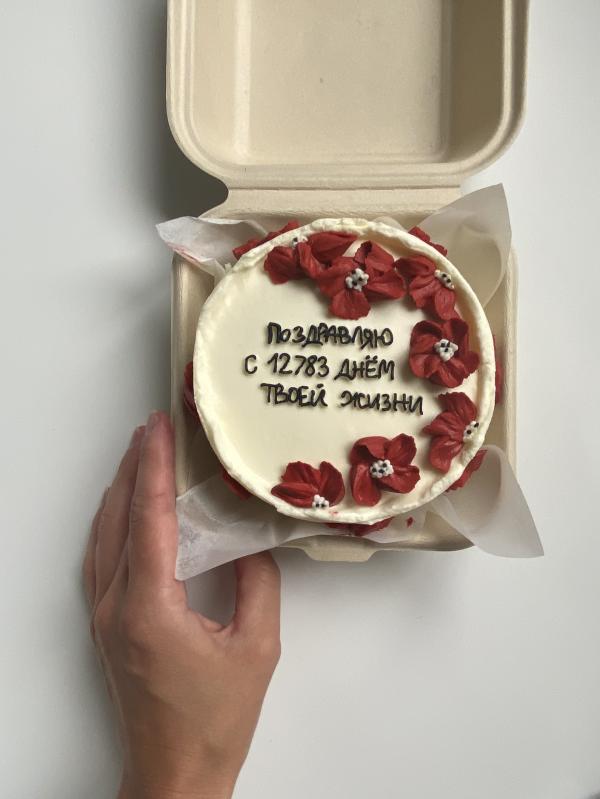 ПОЗДРАВЛЯЮ
С 12783 ДНЁМ
ТВОЕЙ ЖИЗНИ